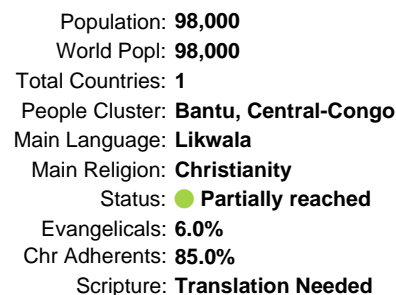 Population: 98,000
World Popl: 98,000
Total Countries: 1
People Cluster: Bantu, Central-Congo
Main Language: Likwala
Main Religion: Christianity
Status: Partially reached
Evangelicals: 6.0%
Chr Adherents: 85.0%
Scripture: Translation Needed